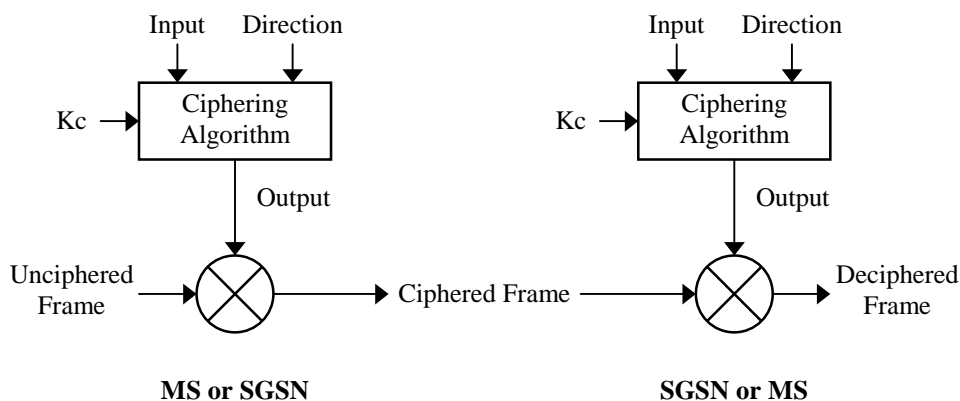 Input Direction
Kc
Ciphering
Algorithm
Output
Unciphered
Frame
Ciphered Frame
MS or SGSN
Input Direction
Kc
Ciphering
Algorithm
Output
Deciphered
Frame
SGSN or MS